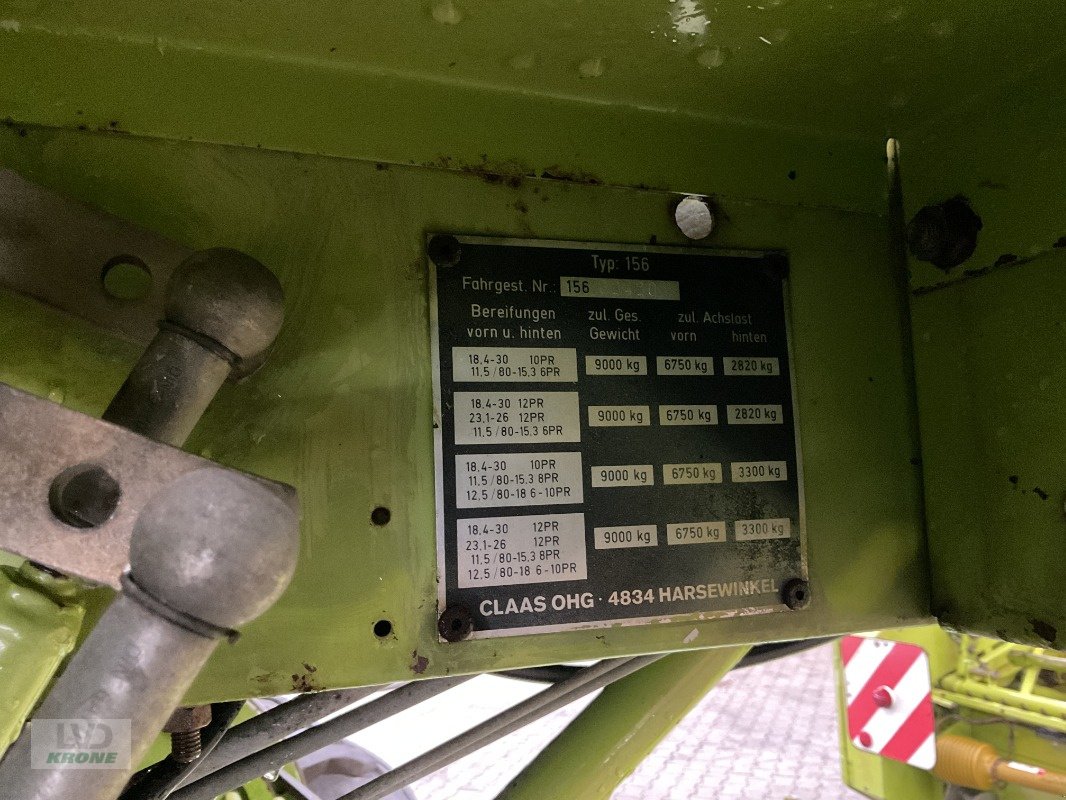 Typ: 156
Fahrgest. Nr.: 156
Bereifungen vorn u. hinten zul. Ges. Gewicht zul. Achslast vorn hinten
18,4-30 10PR 9000 kg 6750 kg 2820 kg
11,5/80-15,3 6PR
18,4-30 12PR
23,1-26 12PR 9000 kg 6750 kg 2820 kg
11,5/80-15,3 6PR
18,4-30 10PR
11,5/80-15,3 8PR 9000 kg 6750 kg 3300 kg
12,5/80-18 6-10PR
18,4-30 12PR
23,1-26 12PR 9000 kg 6750 kg 3300 kg
11,5/80-15,3 8PR
12,5/80-18 6-10PR
CLAAS OHG · 4834 HARSEWINKEL
KRONE